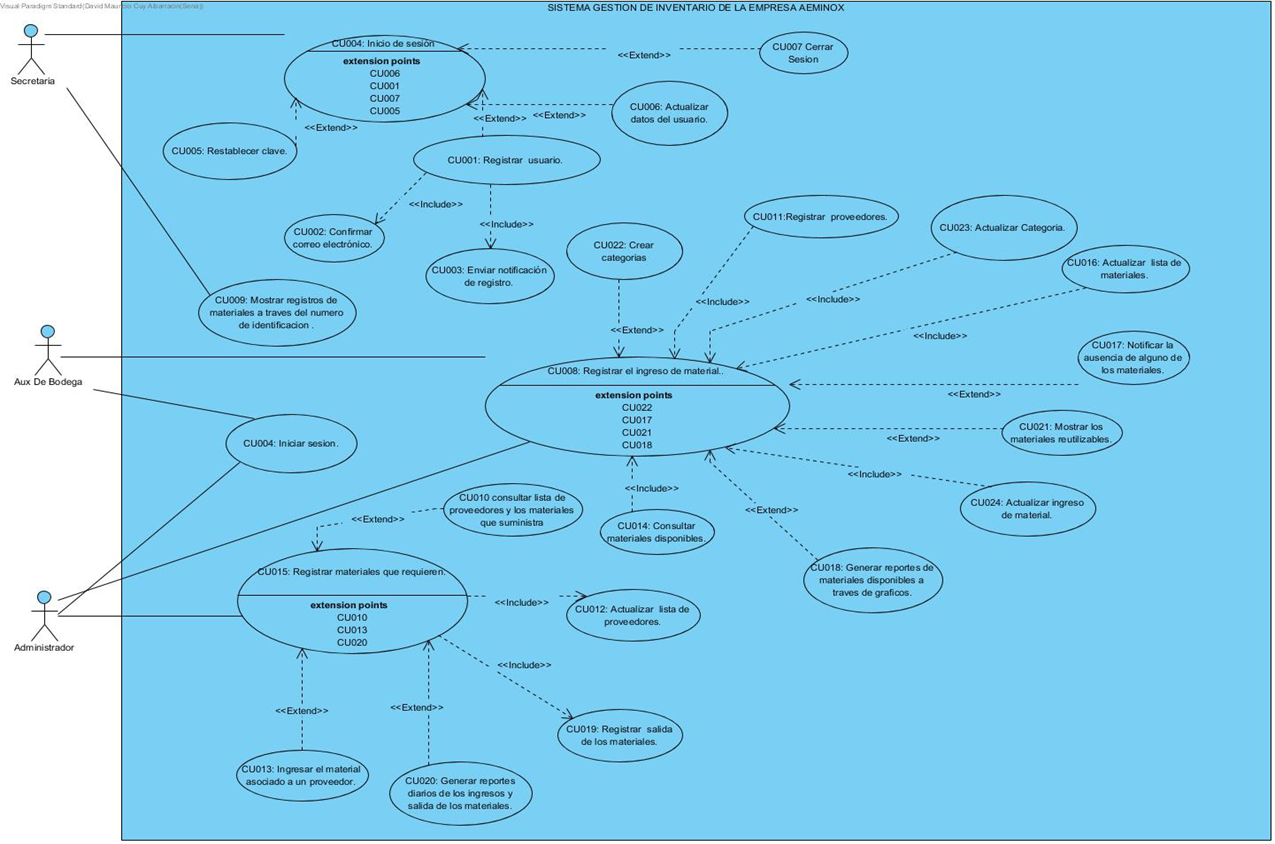 Visual Paradigm Standard(David Mauricio Cuy Albarracin(Sena))
SISTEMA GESTION DE INVENTARIO DE LA EMPRESA AEMINOX
Secretaria
CU004: Inicio de sesión
extension points
CU006
CU001
CU007
CU005
<<Extend>>
CU007 Cerrar
Sesion
<<Extend>>
<<Extend>>
<<Extend>>
CU006: Actualizar
datos del usuario.
CU005: Restablecer clave.
CU001: Registrar usuario.
<<Include>>
<<Include>>
CU002: Confirmar
correo electrónico.
CU003: Enviar notificación
de registro.
CU022: Crear
categorias
CU011:Registrar proveedores.
CU023: Actualizar Categoria.
CU016: Actualizar lista de
materiales.
CU009: Mostrar registros de
materiales a traves del numero
de identificacion .
<<Extend>>
<<Include>>
<<Include>>
<<Include>>
CU017: Notificar la
ausencia de alguno de
los materiales.
Aux De Bodega
CU008: Registrar el ingreso de material..
extension points
CU022
CU017
CU021
CU018
<<Extend>>
CU021: Mostrar los
materiales reutilizables.
<<Extend>>
CU004: Iniciar sesion.
<<Include>>
CU024: Actualizar ingreso
de material.
<<Include>>
<<Extend>>
CU010 consultar lista de
proveedores y los materiales
que suministra
<<Extend>>
CU014: Consultar
materiales disponibles.
CU018: Generar reportes de
materiales disponibles a
traves de graficos.
CU015: Registrar materiales que requieren.
extension points
CU010
CU013
CU020
<<Include>>
CU012: Actualizar lista de
proveedores.
Administrador
<<Include>>
<<Extend>>
<<Extend>>
CU019: Registrar salida
de los materiales.
CU013: Ingresar el material
asociado a un proveedor.
CU020: Generar reportes
diarios de los ingresos y
salida de los materiales.